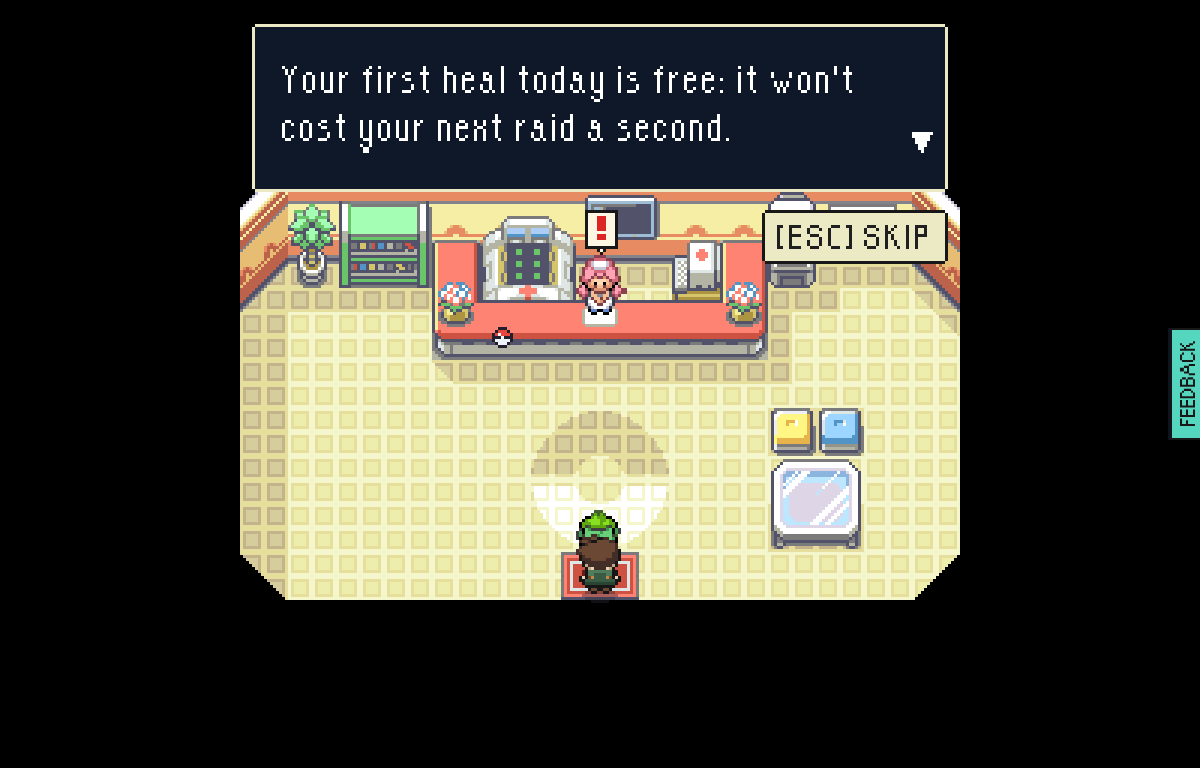 Your first heal today is free: it won't
cost your next raid a second.
!
[ESC] SKIP
FEEDBACK